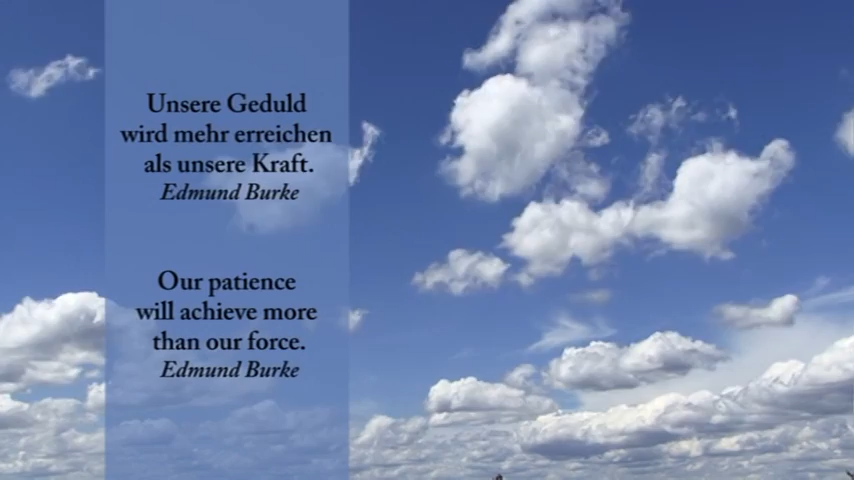 Unsere Geduld
wird mehr erreichen
als unsere Kraft.
Edmund Burke
Our patience
will achieve more
than our force.
Edmund Burke